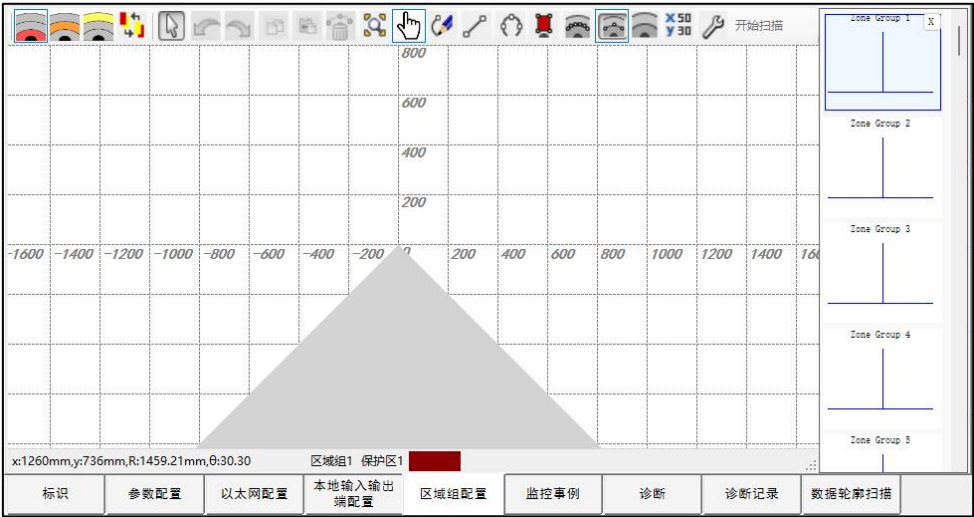 X 50
y 30
开始扫描
Zone Group 1
X
800
600
400
200
-1600 -1400 -1200 -1000 -800 -600 -400 -200 0 200 400 600 800 1000 1200 1400
Zone Group 2
Zone Group 3
Zone Group 4
Zone Group 5
x:1260mm,y:736mm,R:1459.21mm,θ:30.30 区域组1 保护区1
标识 参数配置 以太网配置 本地输入输出
端配置 区域组配置 监控事例 诊断 诊断记录 数据轮廓扫描